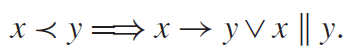 x ≺ y ⟹ x → y ∨ x ∥ y.